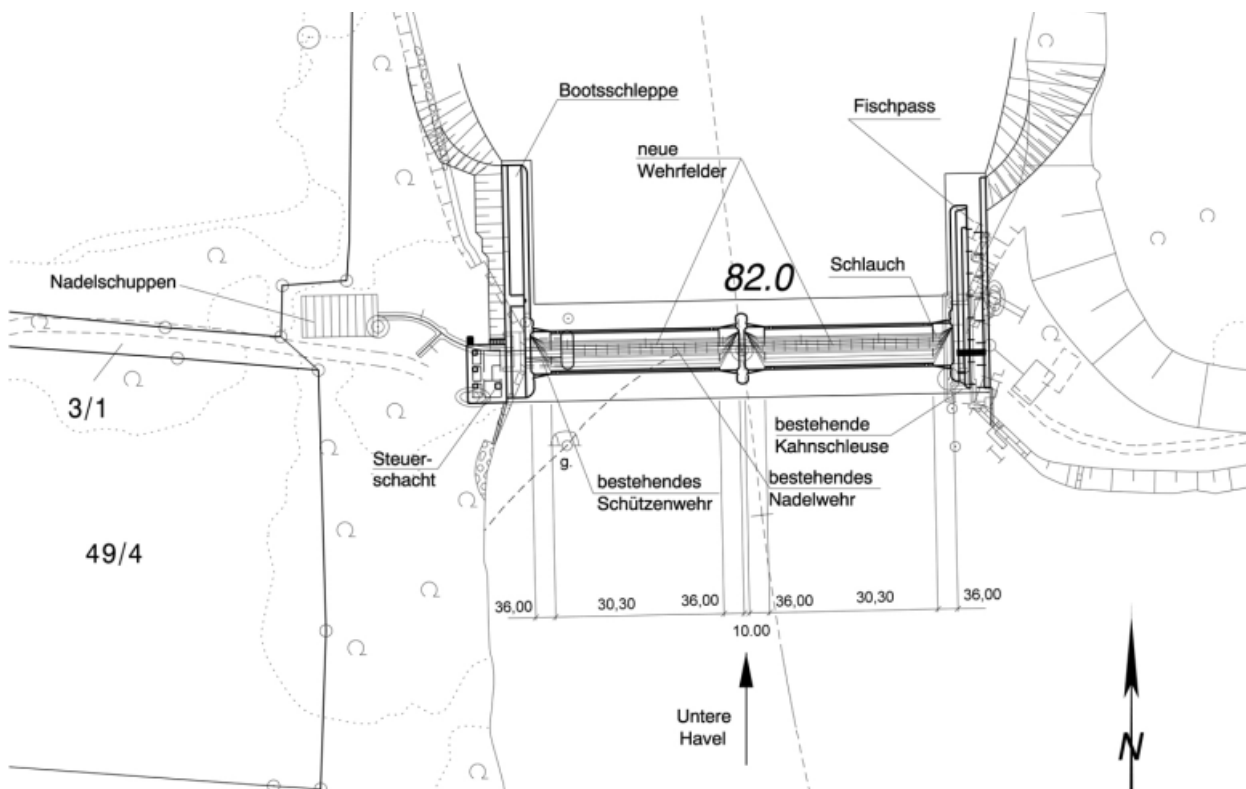 Bootsschleppe
Fischpass
neue
Wehrfelder
82.0
Schlauch
Nadelschuppen
3/1
Steuer-
schacht
g.
bestehendes
Schützenwehr
bestehende
Kahnschleuse
bestehendes
Nadelwehr
49/4
36,00 30,30 36,00 36,00 30,30 36,00
10.00
Untere
Havel
N